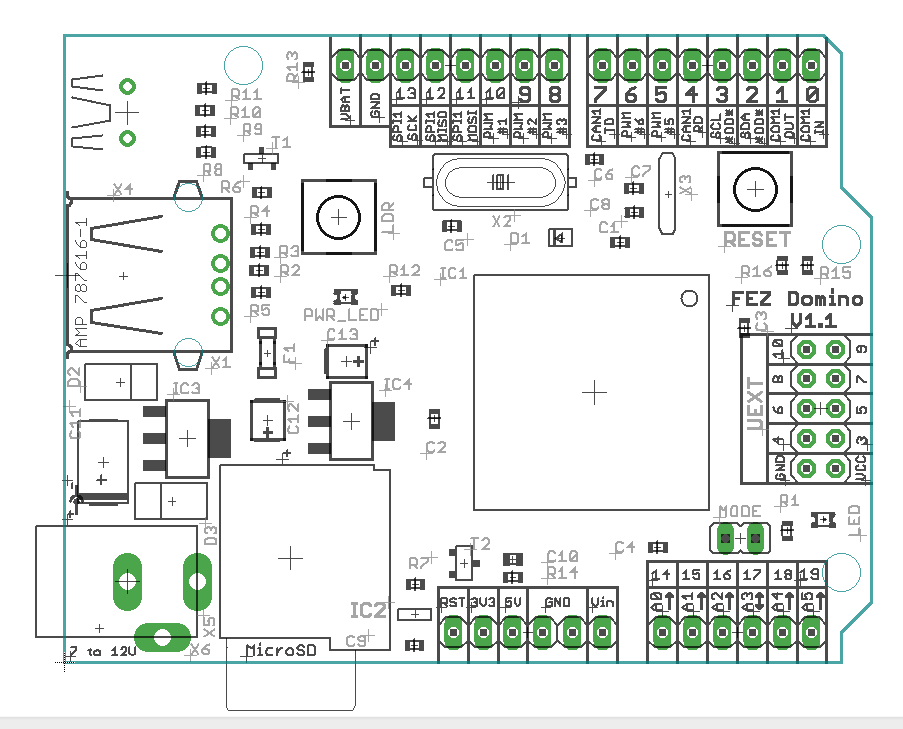 R13
R11
R10
R9
R8
T1
R6
X4
VBAT
GND
13
12
11
10
9
8
SPI1
SCK
SPI1
MISO
SPI1
MOSI
PWM
#1
PWM
#2
PWM
#3
7
6
5
4
3
2
1
0
CAN1
TD
PWM
#6
PWM
#5
CAN1
RD
SCL
#OD*
SDA
#OD*
COM1
OUT
COM1
IN
C6
C7
X3
C8
C1
RESET
X2
C5
D1
LDR
R4
R3
R2
R5
R12
IC1
PWR_LED
C13
AMP 787616-1
X1
F1
R16
R15
FEZ Domino
V1.1
C3
UEXT
10
8
6
4
GND
9
7
5
3
VCC
D2
IC3
IC4
C11
C12
C2
D3
MODE
R1
LED
T2
R7
C10
R14
C4
IC2
C9
X5
X6
7 to 12V
MicroSD
RST
3V3
5V
GND
Vin
14
15
16
17
18
19
A0
A1
A2
A3
A4
A5